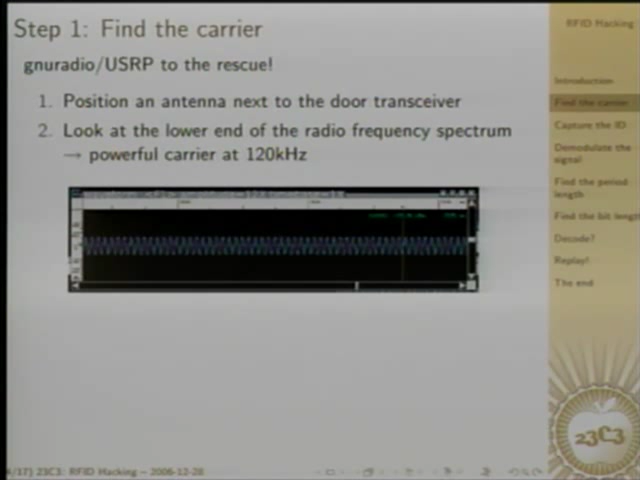 Step 1: Find the carrier
gnuradio/USRP to the rescue!
1. Position an antenna next to the door transceiver
2. Look at the lower end of the radio frequency spectrum
→ powerful carrier at 120kHz
RFID Hacking
Introduction
Find the carrier
Capture the ID
Demodulate the
signal
Find the period
length
Find the bit length
Decode?
Replay!
The end
23C3
/17) 23C3: RFID Hacking – 2006-12-28